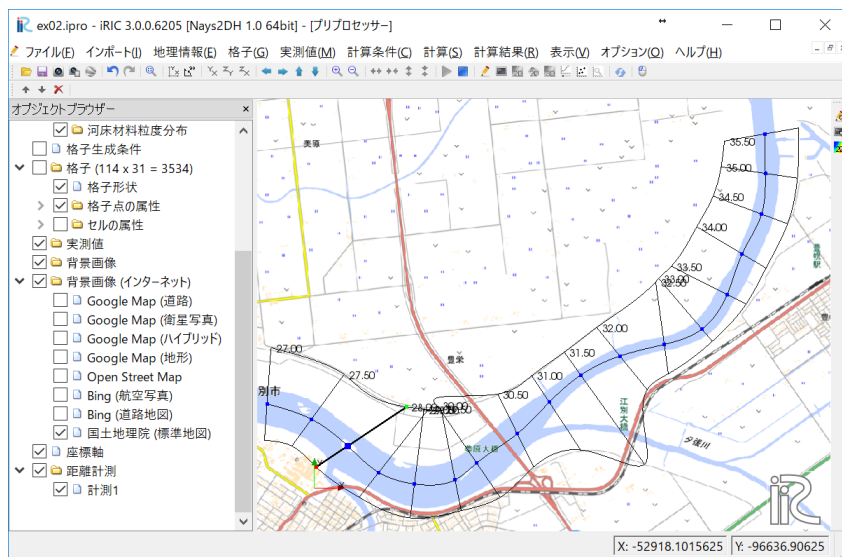 ex02.ipro - iRIC 3.0.0.6205 [Nays2DH 1.0 64bit] - [プリプロセッサー]
ファイル(F) インポート(I) 地理情報(E) 格子(G) 実測値(M) 計算条件(C) 計算(S) 計算結果(R) 表示(V) オプション(O) ヘルプ(H)
オブジェクトブラウザー
河床材料粒度分布
格子生成条件
格子 (114 x 31 = 3534)
格子形状
格子点の属性
セルの属性
実測値
背景画像
背景画像 (インターネット)
Google Map (道路)
Google Map (衛星写真)
Google Map (ハイブリッド)
Google Map (地形)
Open Street Map
Bing (航空写真)
Bing (道路地図)
国土地理院 (標準地図)
座標軸
距離計測
計測1
美原
35.50
35.00
34.50
34.00
33.50
33.00
32.50
32.00
31.50
31.00
30.50
27.00
27.50
28.00
豊栄
別市
江別大橋
夕張川
X
iRIC
X: -52918.1015625 Y: -96636.90625